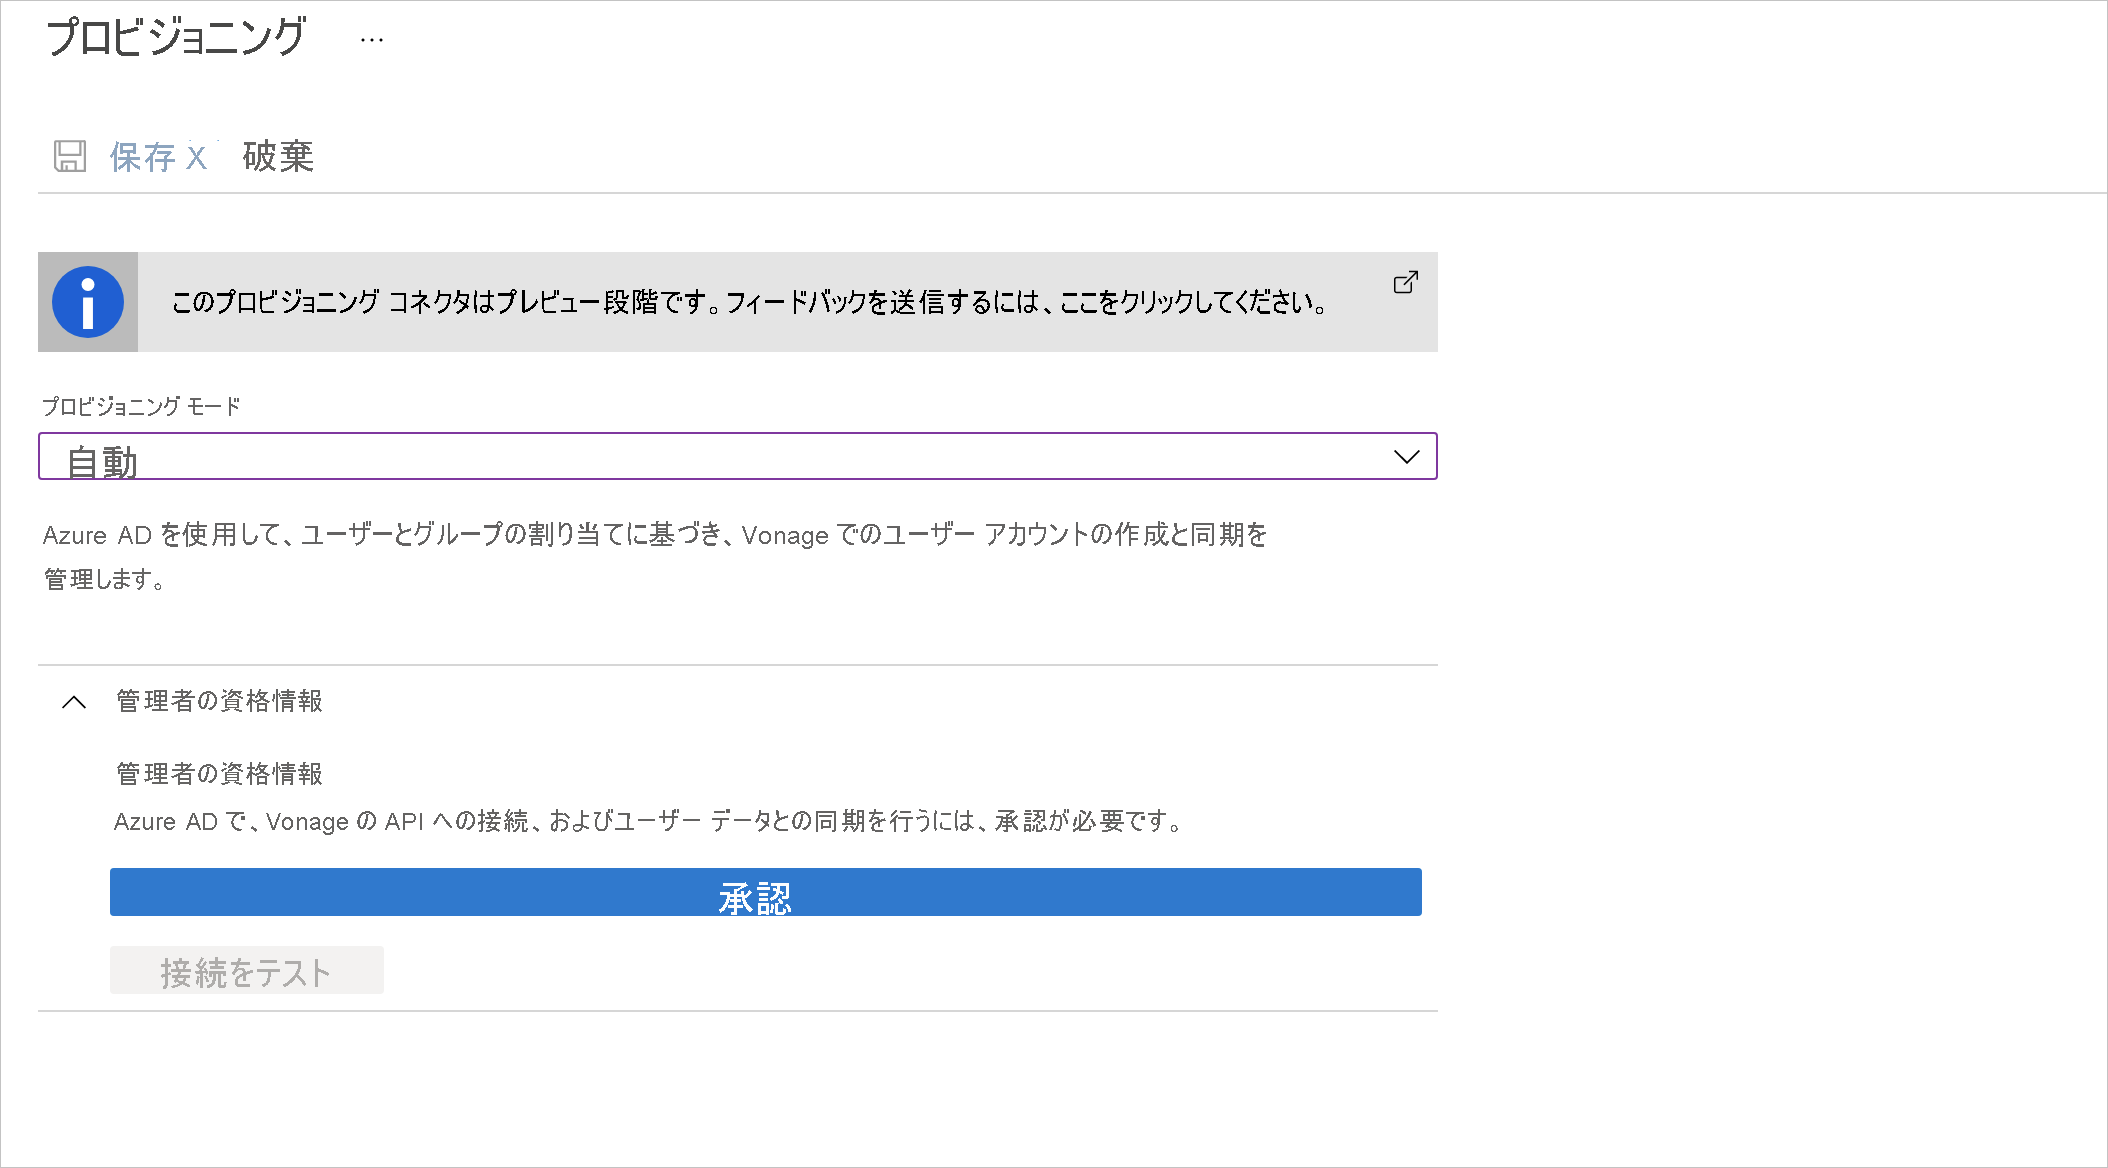 プロビジョニング …
保存 X 破棄
このプロビジョニング コネクタはプレビュー段階です。フィードバックを送信するには、ここをクリックしてください。
プロビジョニング モード
自動
Azure AD を使用して、ユーザーとグループの割り当てに基づき、Vonage でのユーザー アカウントの作成と同期を
管理します。
管理者の資格情報
管理者の資格情報
Azure AD で、Vonage の API への接続、およびユーザー データとの同期を行うには、承認が必要です。
承認
接続をテスト